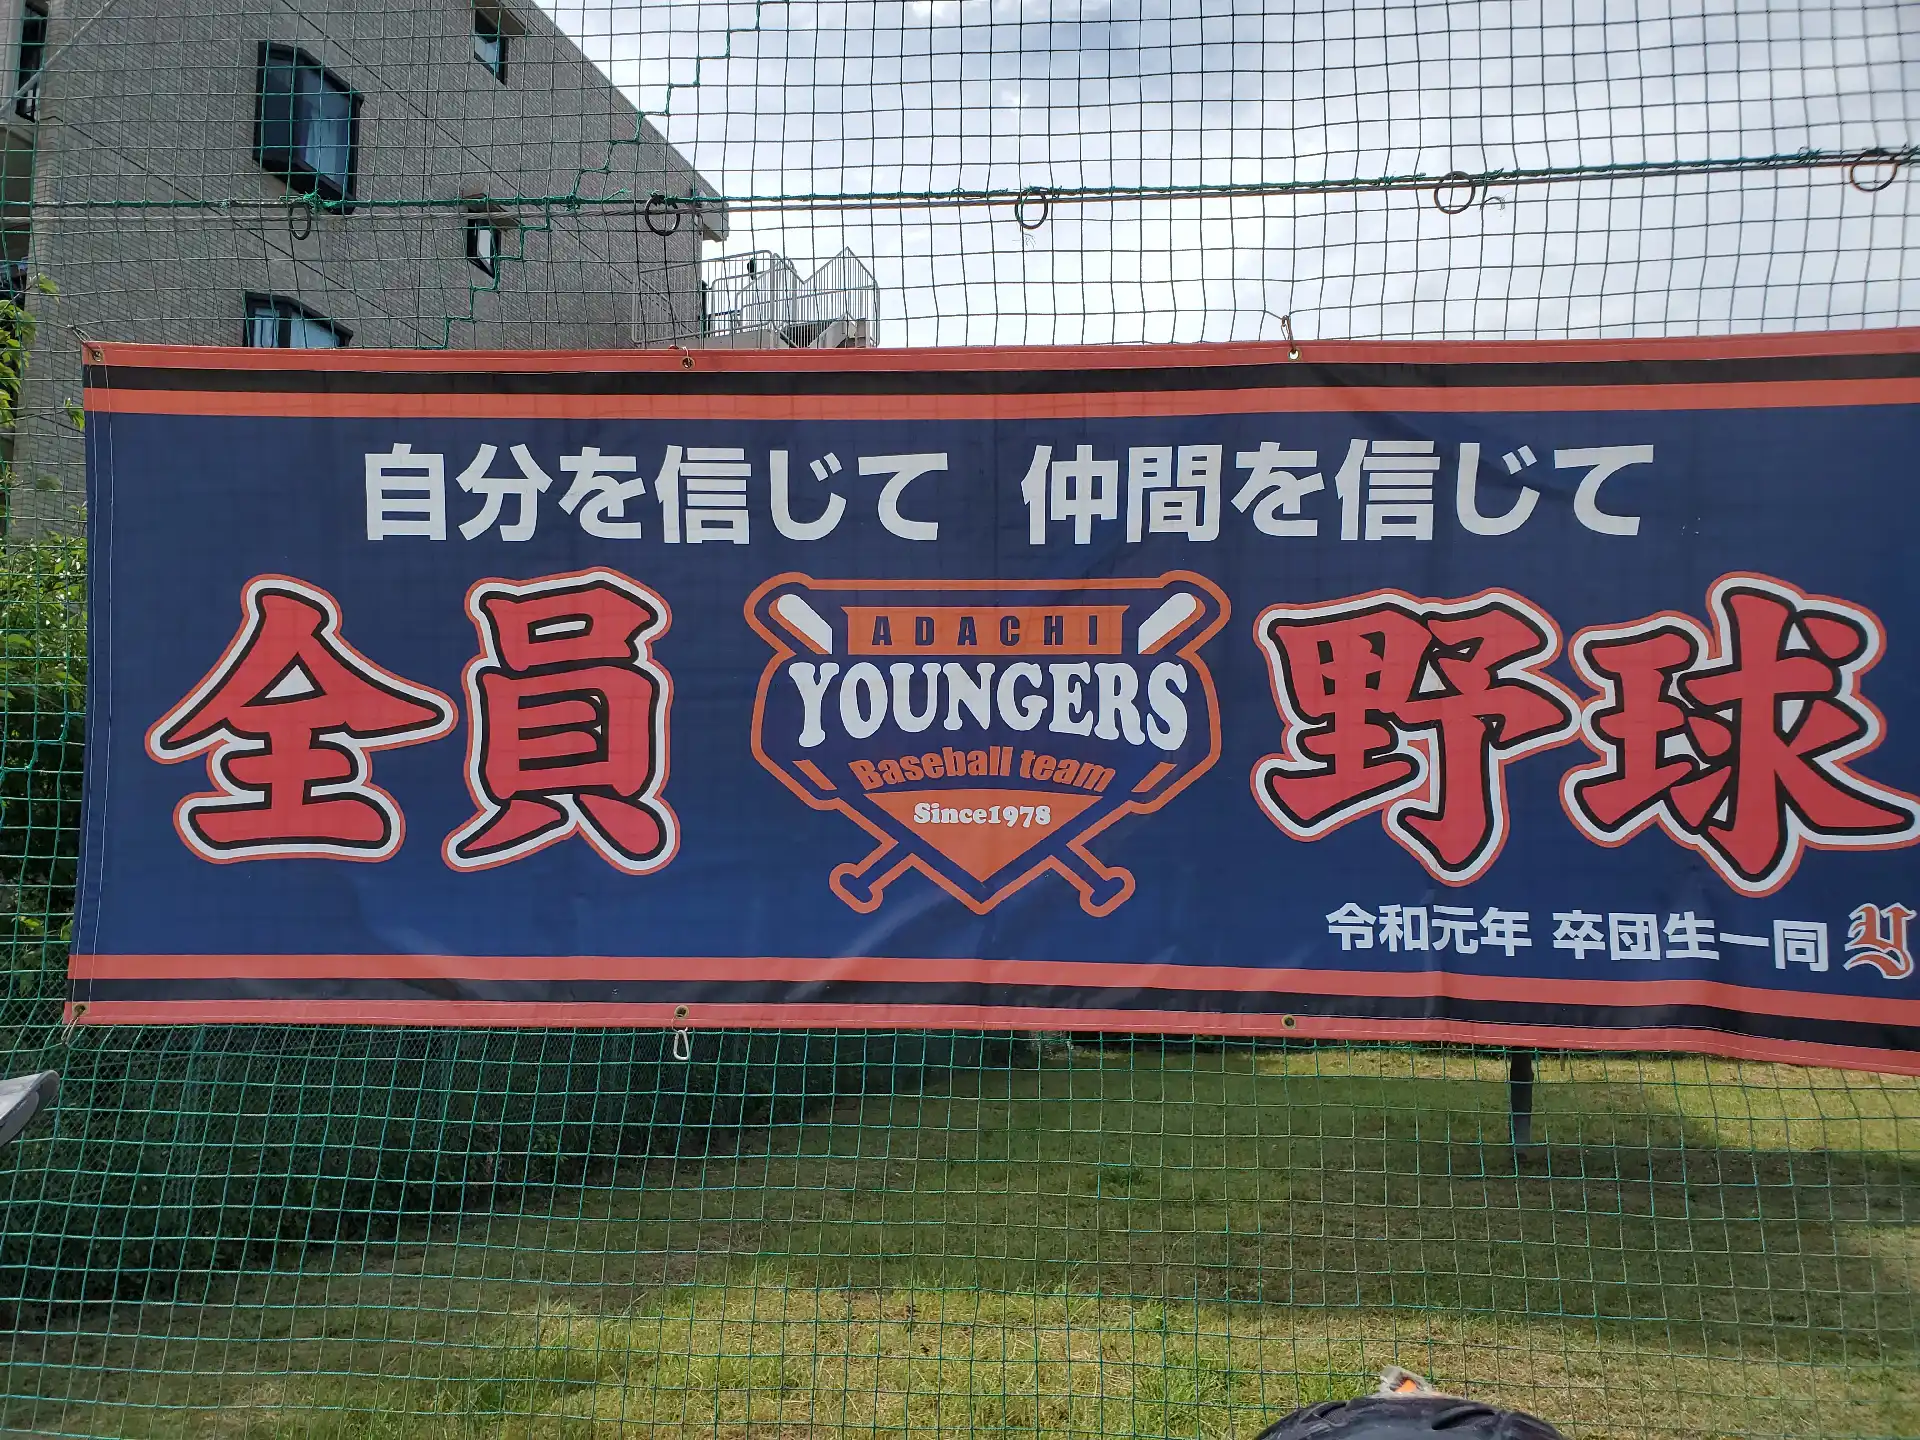 自分を信じて 仲間を信じて
全員 野球
ADACHI
YOUNGERS
Baseball team
Since1978
令和元年 卒団生一同 Y